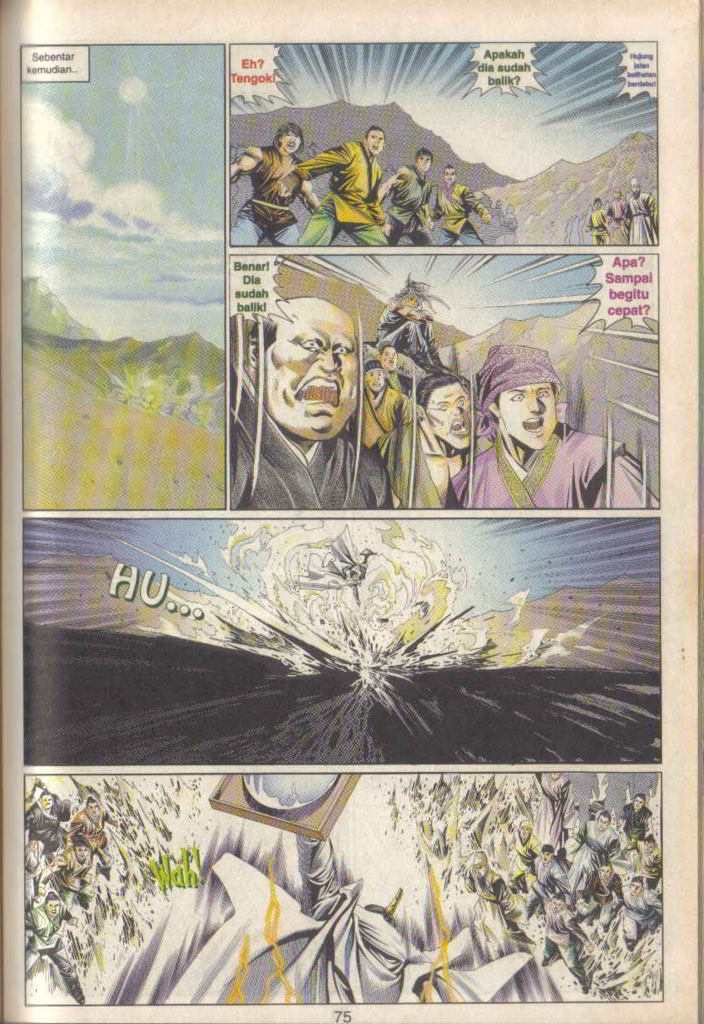 Sebentar
kemudian...
Eh?
Tengok!
Apakah
dia sudah
balik?
Hujung
jalan
kelihatan
berdebu!
Benar!
Dia
sudah
balik!
Apa?
Sampai
begitu
cepat?
HU...
Wah!
75